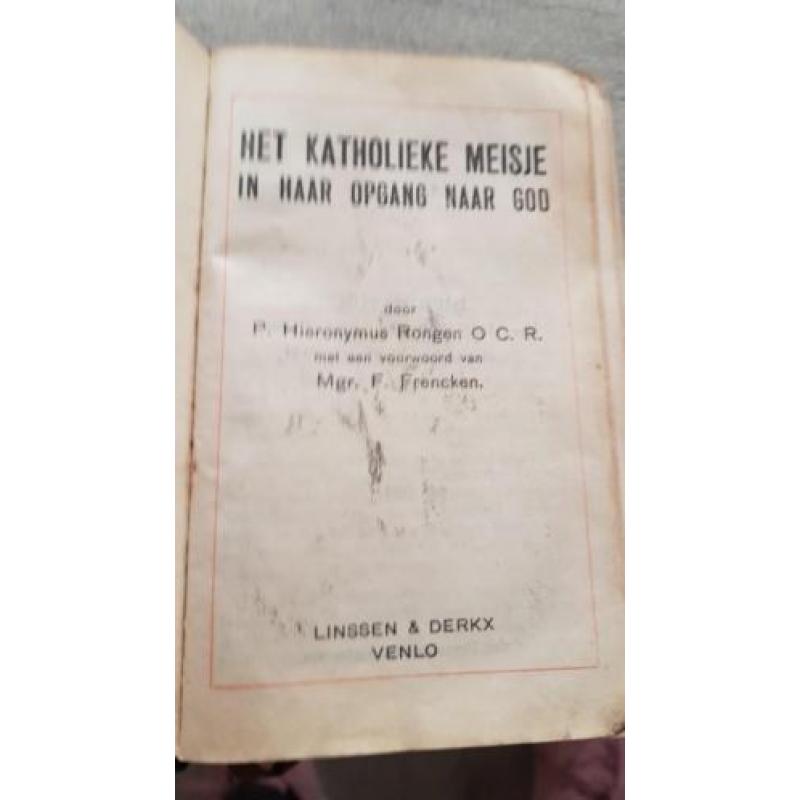 HET KATHOLIEKE MEISJE
IN HAAR OPGANG NAAR GOD
door
P. Hieronymus Rongen O C. R.
met een voorwoord van
Mgr. F. Frencken.
LINSSEN & DERKX
VENLO